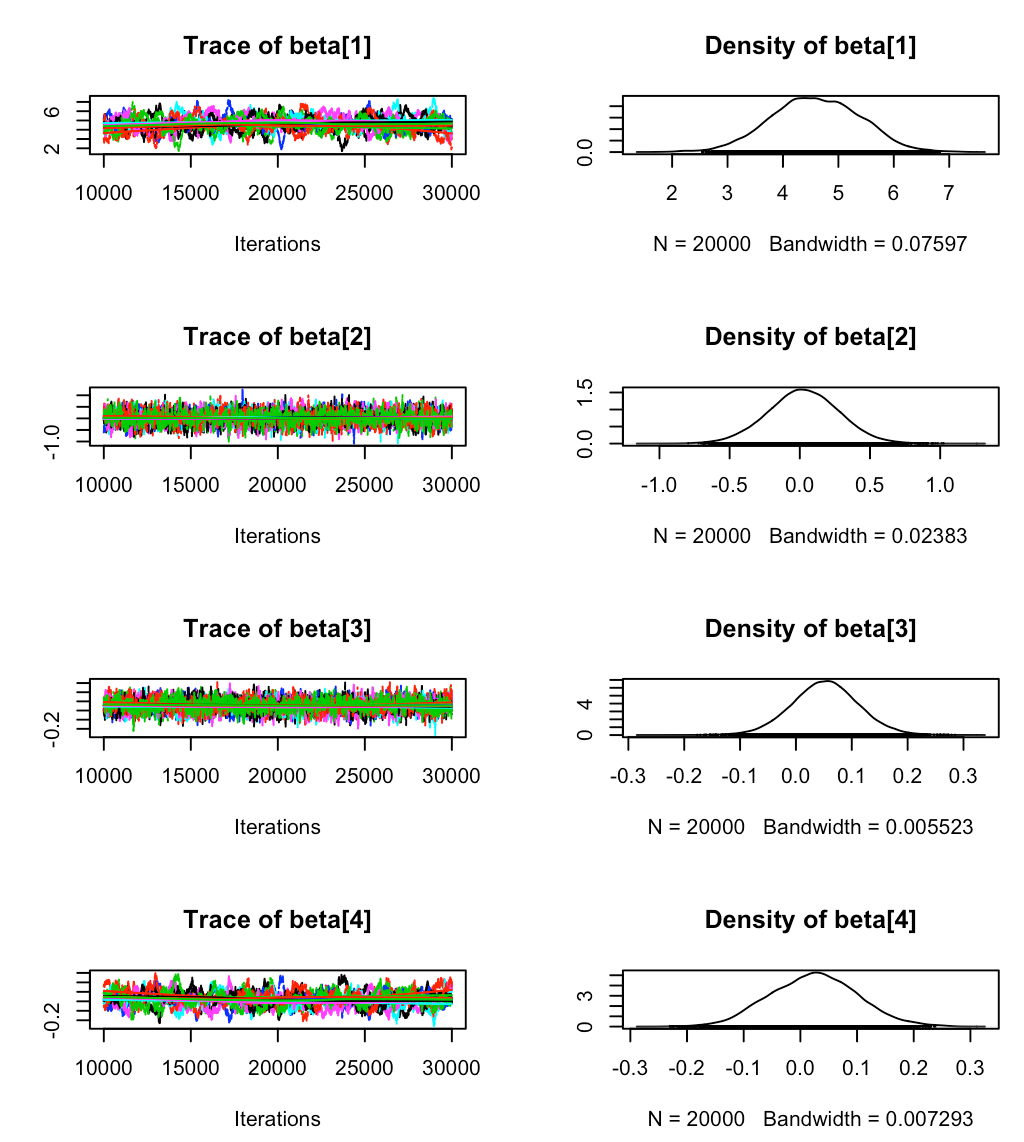 Trace of beta[1]
6
2
10000 15000 20000 25000 30000
Iterations
Density of beta[1]
0.0
2 3 4 5 6 7
N = 20000 Bandwidth = 0.07597
Trace of beta[2]
-1.0
10000 15000 20000 25000 30000
Iterations
Density of beta[2]
1.5
0.0
-1.0 -0.5 0.0 0.5 1.0
N = 20000 Bandwidth = 0.02383
Trace of beta[3]
-0.2
10000 15000 20000 25000 30000
Iterations
Density of beta[3]
4
0
-0.3 -0.2 -0.1 0.0 0.1 0.2 0.3
N = 20000 Bandwidth = 0.005523
Trace of beta[4]
-0.2
10000 15000 20000 25000 30000
Iterations
Density of beta[4]
3
0
-0.3 -0.2 -0.1 0.0 0.1 0.2 0.3
N = 20000 Bandwidth = 0.007293